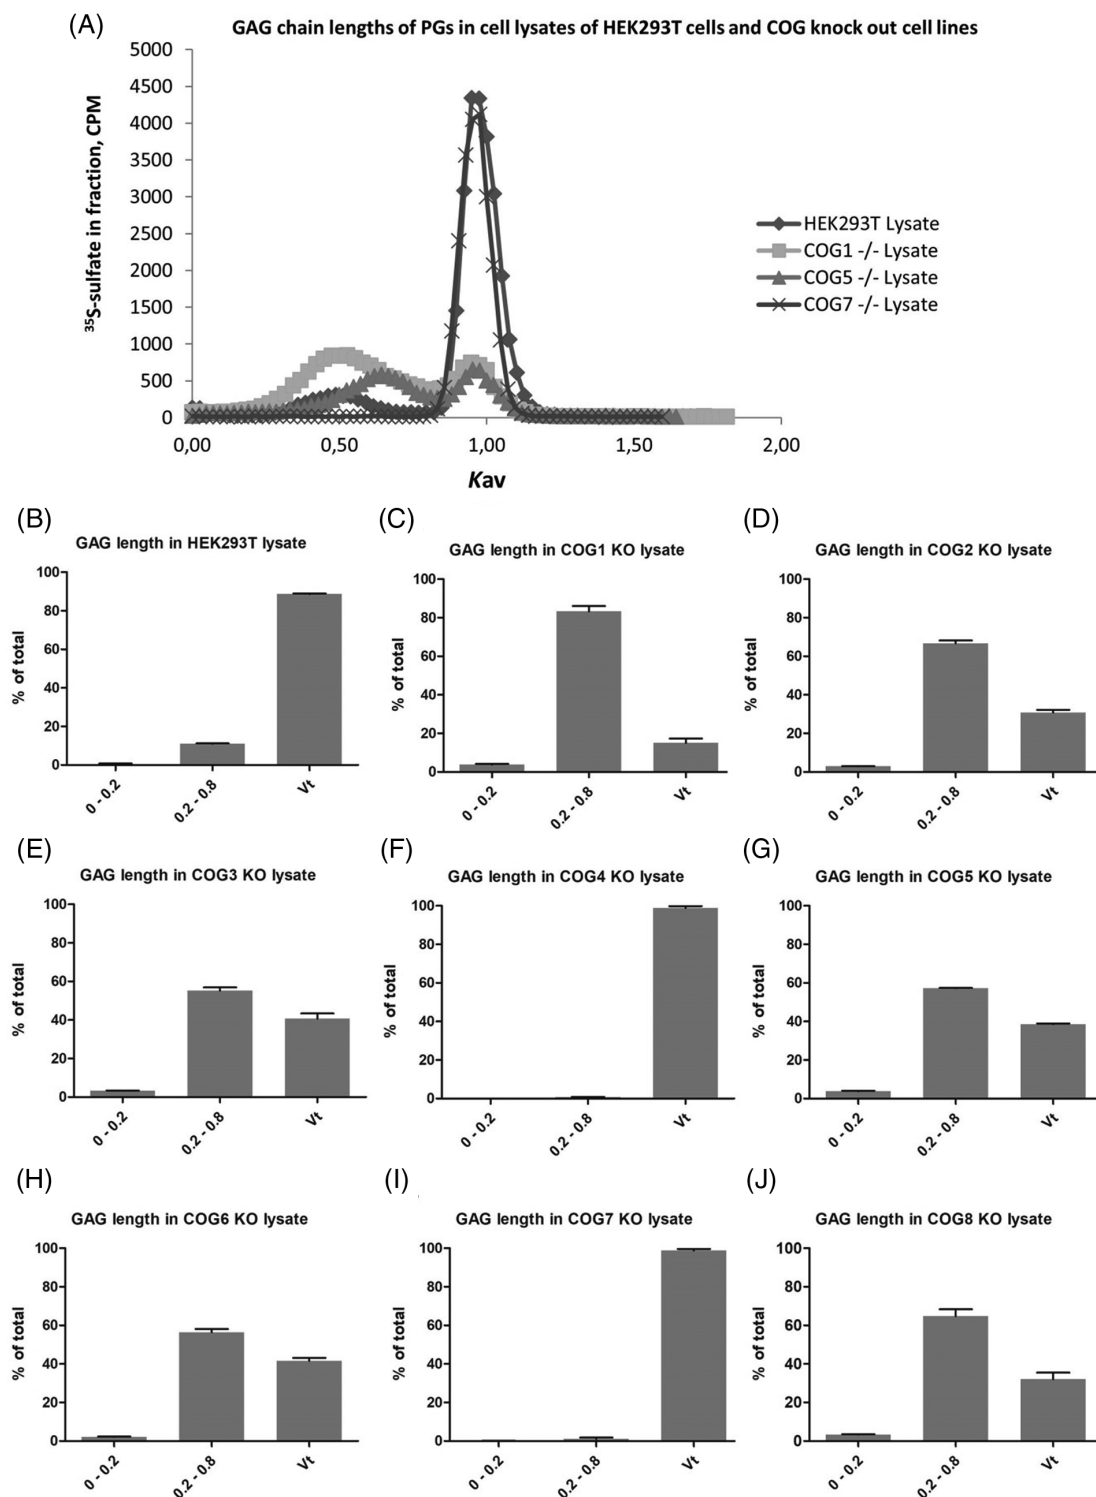 (A)
GAG chain lengths of PGs in cell lysates of HEK293T cells and COG knock out cell lines
³⁵S-sulfate in fraction, CPM
5000
4500
4000
3500
3000
2500
2000
1500
1000
500
0
0,00 0,50 1,00 1,50 2,00
Kav
HEK293T Lysate
COG1 -/- Lysate
COG5 -/- Lysate
COG7 -/- Lysate
(B)
GAG length in HEK293T lysate
% of total
100
80
60
40
20
0
0 - 0.2 0.2 - 0.8 Vt
(C)
GAG length in COG1 KO lysate
% of total
100
80
60
40
20
0
0 - 0.2 0.2 - 0.8 Vt
(D)
GAG length in COG2 KO lysate
% of total
100
80
60
40
20
0
0 - 0.2 0.2 - 0.8 Vt
(E)
GAG length in COG3 KO lysate
% of total
100
80
60
40
20
0
0 - 0.2 0.2 - 0.8 Vt
(F)
GAG length in COG4 KO lysate
% of total
100
80
60
40
20
0
0 - 0.2 0.2 - 0.8 Vt
(G)
GAG length in COG5 KO lysate
% of total
100
80
60
40
20
0
0 - 0.2 0.2 - 0.8 Vt
(H)
GAG length in COG6 KO lysate
% of total
100
80
60
40
20
0
0 - 0.2 0.2 - 0.8 Vt
(I)
GAG length in COG7 KO lysate
% of total
100
80
60
40
20
0
0 - 0.2 0.2 - 0.8 Vt
(J)
GAG length in COG8 KO lysate
% of total
100
80
60
40
20
0
0 - 0.2 0.2 - 0.8 Vt